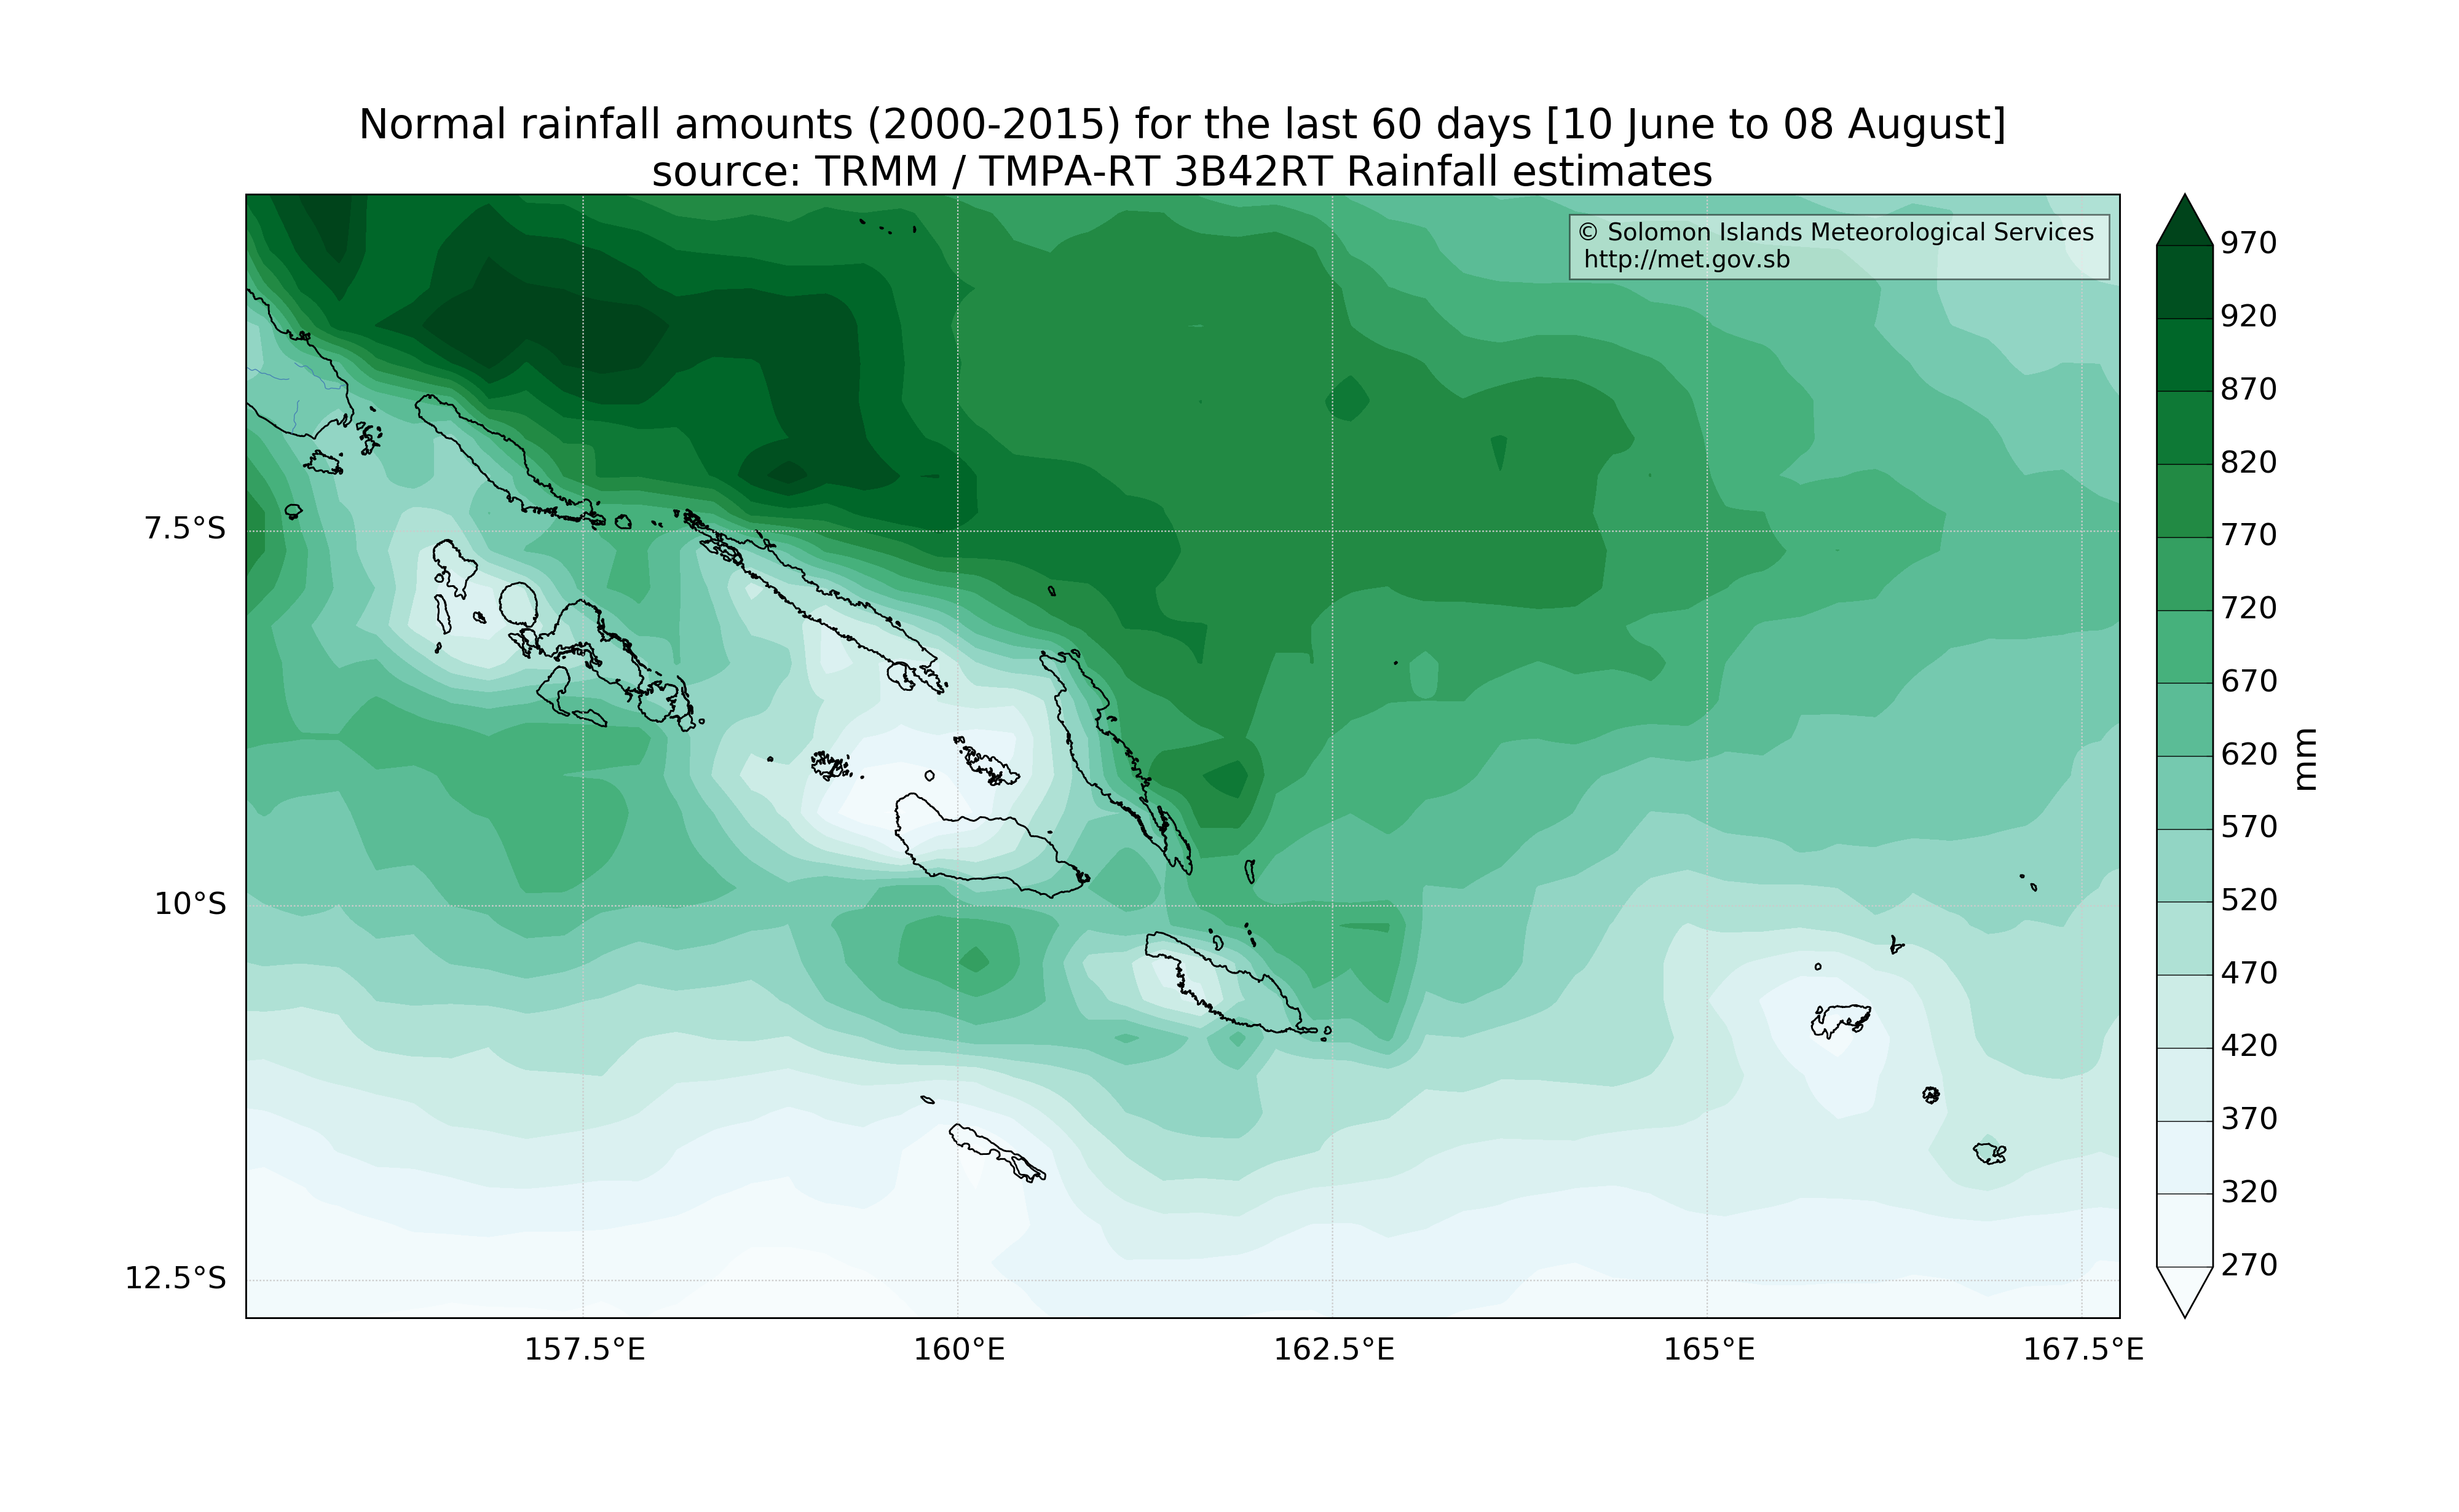 Normal rainfall amounts (2000-2015) for the last 60 days [10 June to 08 August]
source: TRMM / TMPA-RT 3B42RT Rainfall estimates
© Solomon Islands Meteorological Services
http://met.gov.sb
7.5°S
10°S
12.5°S
157.5°E
160°E
162.5°E
165°E
167.5°E
970
920
870
820
770
720
670
620
570
520
470
420
370
320
270
mm